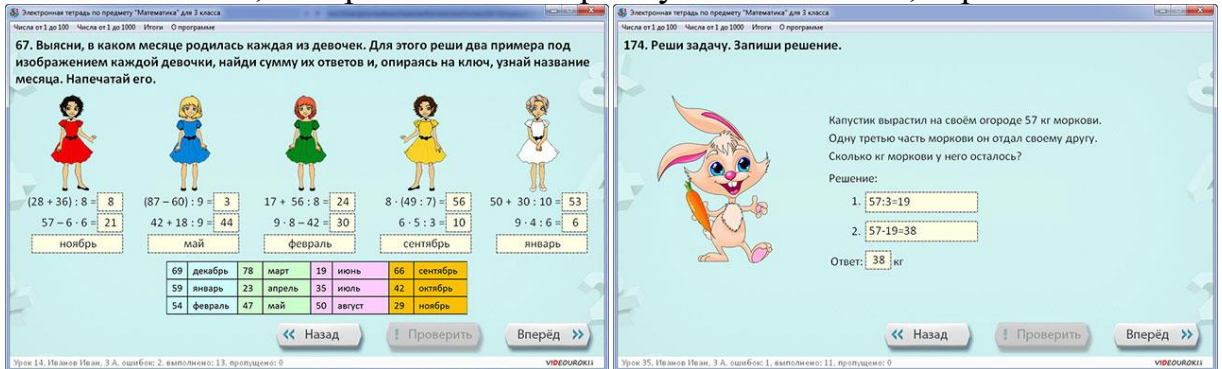 Электронная тетрадь по предмету "Математика" для 3 класса
Числа от 1 до 100 Числа от 1 до 1000 Итоги О программе
67. Выясни, в каком месяце родилась каждая из девочек. Для этого реши два примера под
изображением каждой девочки, найди сумму их ответов и, опираясь на ключ, узнай название
месяца. Напечатай его.
(28 + 36) : 8 = 8 (87 – 60) : 9 = 3 17 + 56 : 8 = 24 8 · (49 : 7) = 56 50 + 30 : 10 = 53
57 – 6 · 6 = 21 42 + 18 : 9 = 44 9 · 8 – 42 = 30 6 · 5 : 3 = 10 9 · 4 : 6 = 6
ноябрь май февраль сентябрь январь
69 декабрь 78 март 19 июнь 66 сентябрь
59 январь 23 апрель 35 июль 42 октябрь
54 февраль 47 май 50 август 29 ноябрь
Назад ! Проверить Вперёд
Урок 14, Иванов Иван, 3 А, ошибок: 2, выполнено: 13, пропущено: 0 VIDEOUROKI
Электронная тетрадь по предмету "Математика" для 3 класса
Числа от 1 до 100 Числа от 1 до 1000 Итоги О программе
174. Реши задачу. Запиши решение.
Капустик вырастил на своём огороде 57 кг моркови.
Одну третью часть моркови он отдал своему другу.
Сколько кг моркови у него осталось?
Решение:
1. 57:3=19
2. 57-19=38
Ответ: 38 кг
Назад ! Проверить Вперёд
Урок 35, Иванов Иван, 3 А, ошибок: 1, выполнено: 11, пропущено: 0 VIDEOUROKI